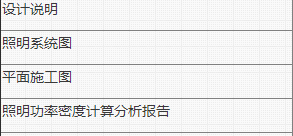 设计说明
照明系统图
平面施工图
照明功率密度计算分析报告